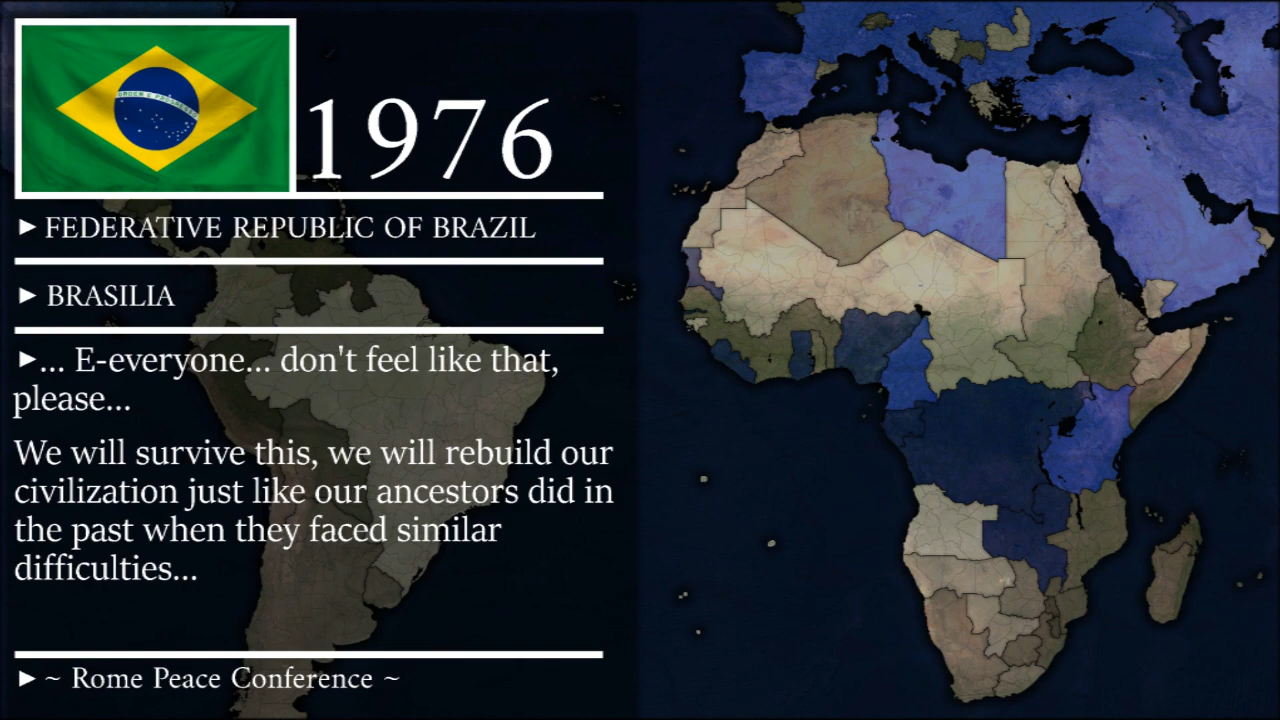 1976
►FEDERATIVE REPUBLIC OF BRAZIL
►BRASILIA
►... E-everyone... don't feel like that,
please...
We will survive this, we will rebuild our
civilization just like our ancestors did in
the past when they faced similar
difficulties...
►~ Rome Peace Conference ~